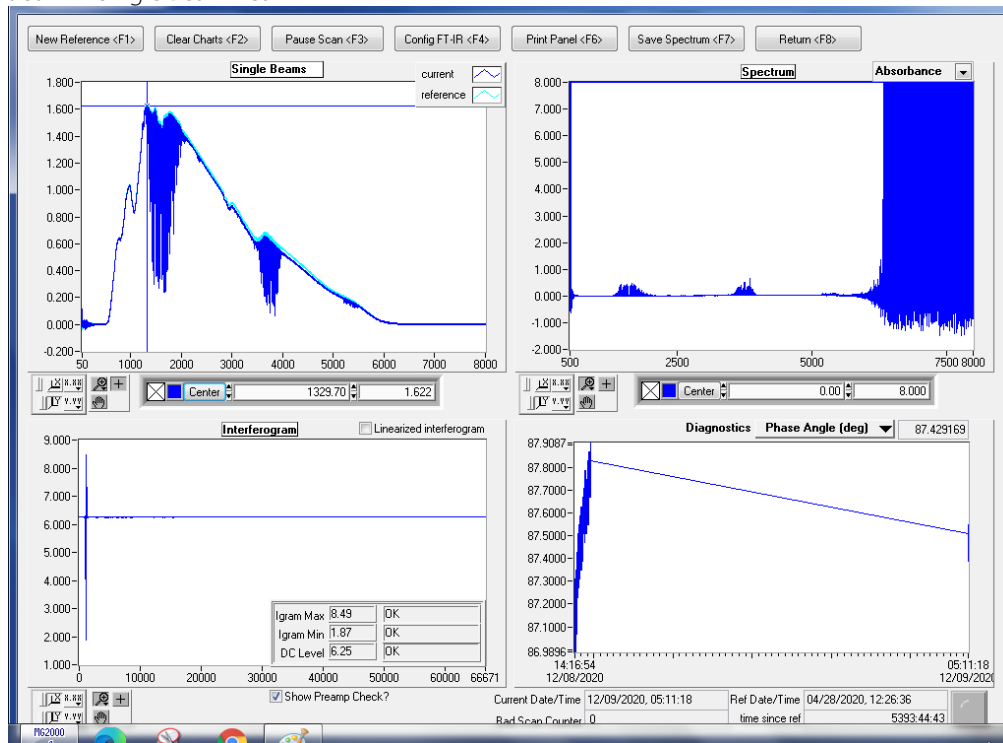 New Reference <F1> Clear Charts <F2> Pause Scan <F3> Config FT-IR <F4> Print Panel <F6> Save Spectrum <F7> Return <F8>
Single Beams
current
reference
1.800
1.600
1.400
1.200
1.000
0.800
0.600
0.400
0.200
0.000
-0.200
50 1000 2000 3000 4000 5000 6000 7000 8000
Center 1329.70 1.622
Spectrum Absorbance
8.000
7.000
6.000
5.000
4.000
3.000
2.000
1.000
0.000
-1.000
-2.000
500 2500 5000 7500 8000
Center 0.00 8.000
Interferogram Linearized interferogram
9.000
8.000
7.000
6.000
5.000
4.000
3.000
2.000
1.000
Igram Max 8.49 OK
Igram Min 1.87 OK
DC Level 6.25 OK
0 10000 20000 30000 40000 50000 60000 66671
Show Preamp Check?
Diagnostics Phase Angle (deg) 87.429169
87.9087
87.8000
87.7000
87.6000
87.5000
87.4000
87.3000
87.2000
87.1000
86.9896
14:16:54 05:11:18
12/08/2020 12/09/2020
Current Date/Time 12/09/2020, 05:11:18 Ref Date/Time 04/28/2020, 12:26:36
Bad Scan Counter 0 time since ref 5393:44:43
MG2000